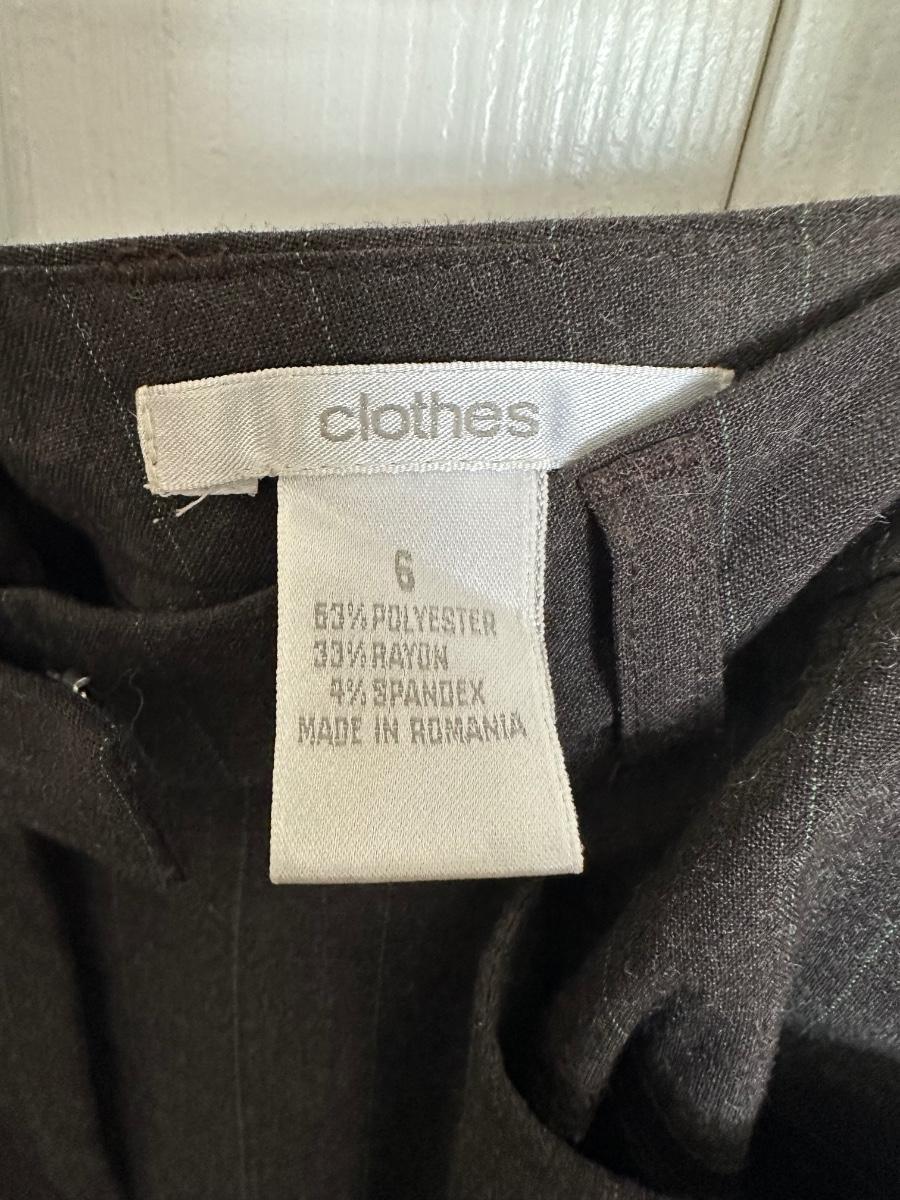 clothes
6
63% POLYESTER
33% RAYON
4% SPANDEX
MADE IN ROMANIA